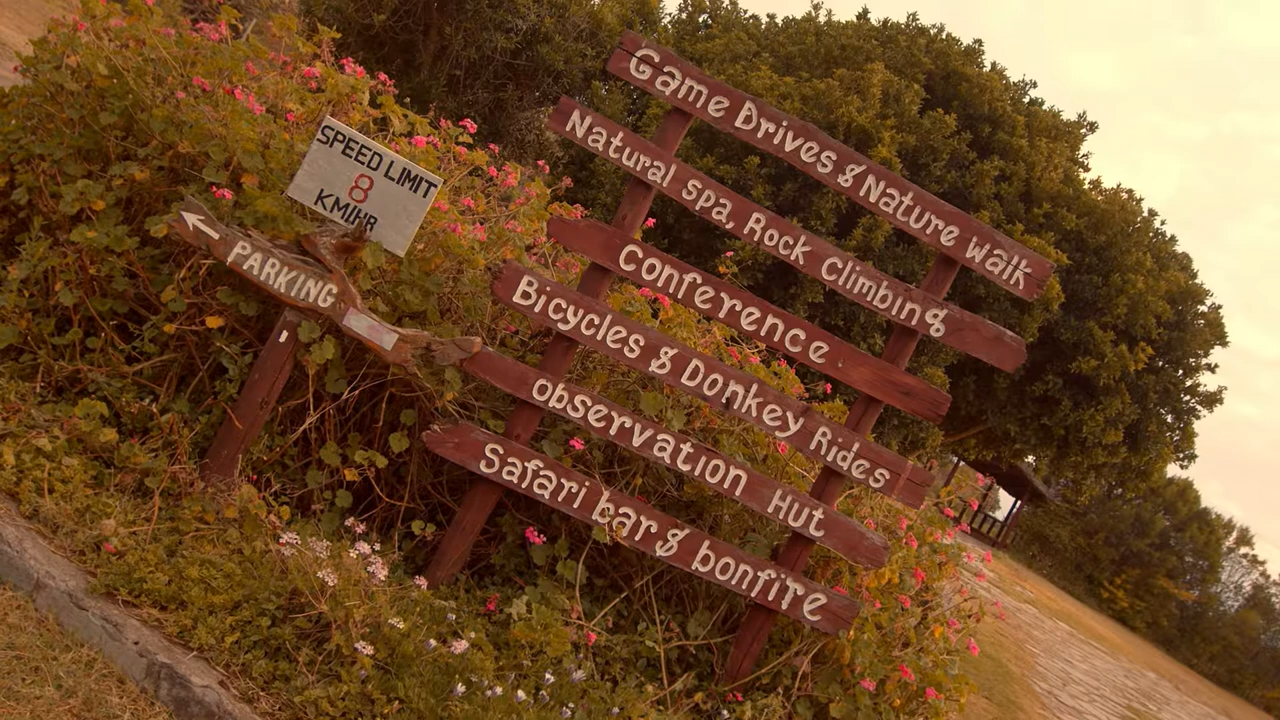 SPEED LIMIT
8
KM/HR
PARKING
Game Drives & Nature walk
Natural spa, Rock Climbing
Conference
Bicycles & Donkey Rides
Observation Hut
Safari bar & bonfire